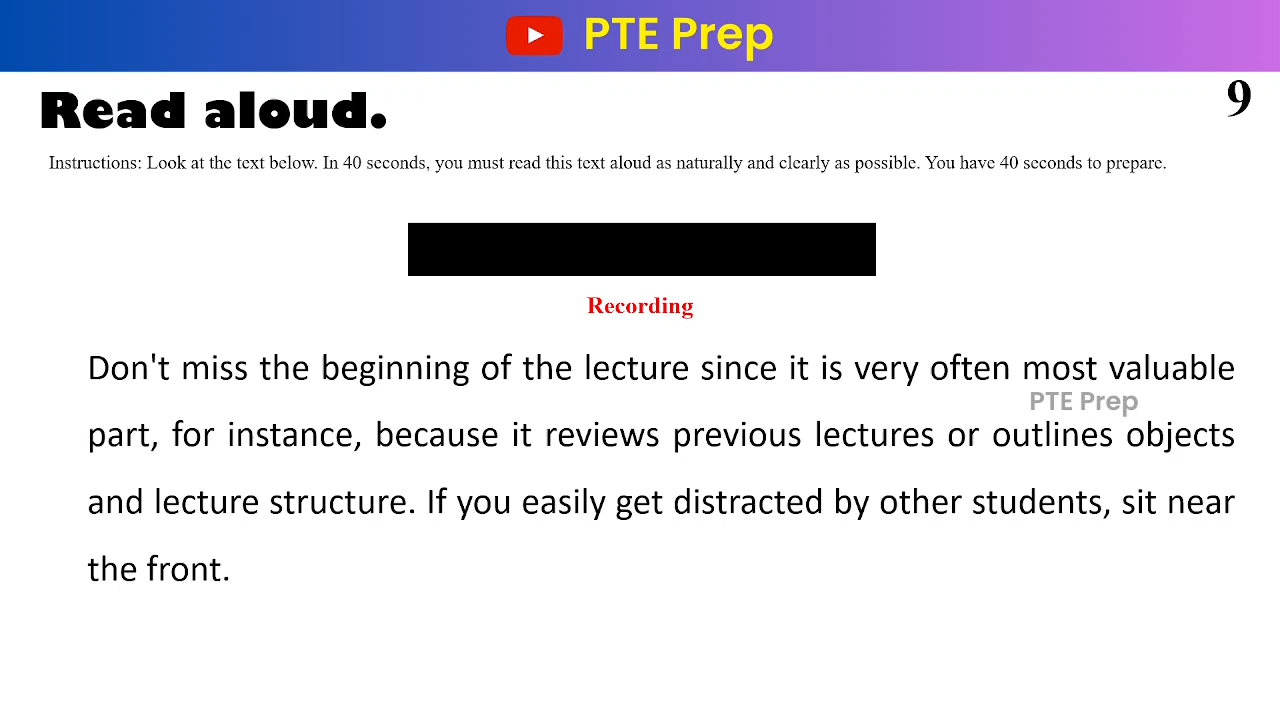 PTE Prep
Read aloud.
9
Instructions: Look at the text below. In 40 seconds, you must read this text aloud as naturally and clearly as possible. You have 40 seconds to prepare.
Recording
Don't miss the beginning of the lecture since it is very often most valuable
PTE Prep
part, for instance, because it reviews previous lectures or outlines objects
and lecture structure. If you easily get distracted by other students, sit near
the front.